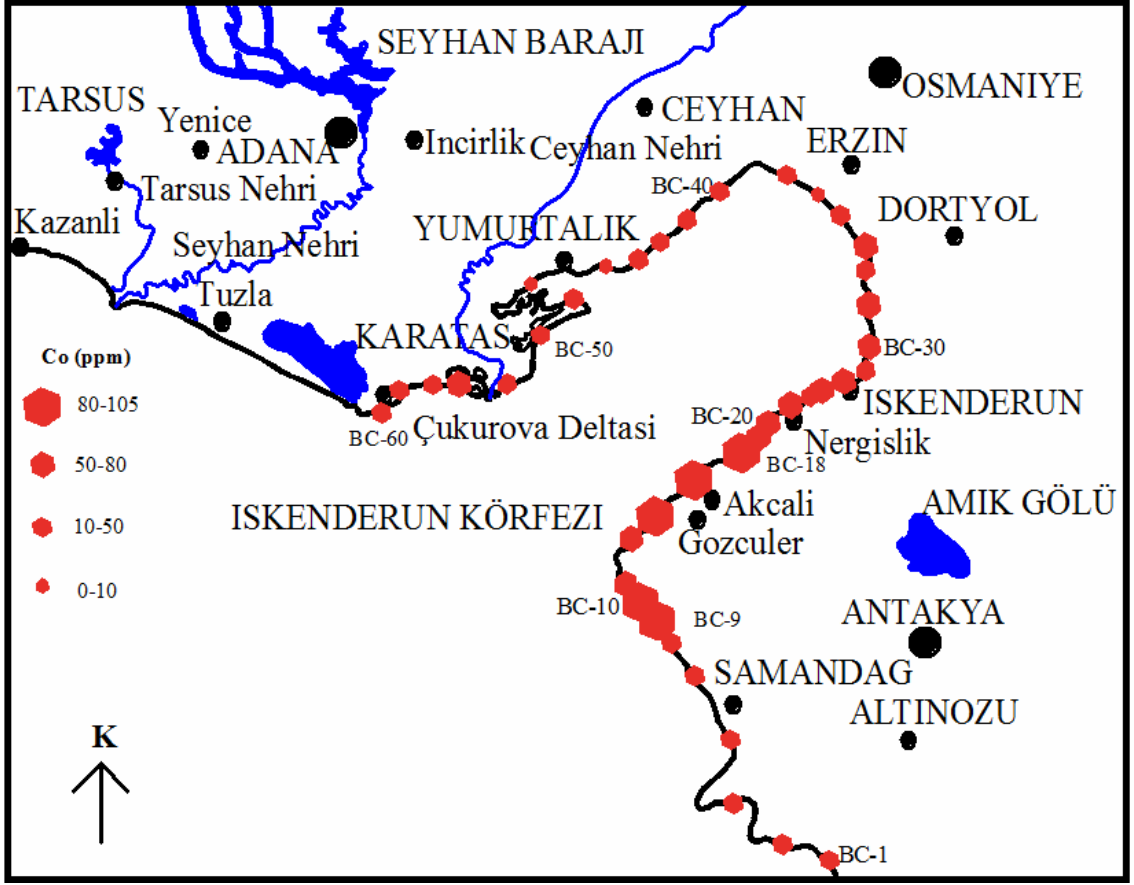 SEYHAN BARAJI
OSMANIYE
TARSUS
Yenice
CEYHAN
ADANA
Incirlik
Ceyhan Nehri
ERZIN
Tarsus Nehri
BC-40
Kazanli
DORTYOL
YUMURTALIK
Seyhan Nehri
Tuzla
KARATAS
BC-50
BC-30
Co (ppm)
80-105
50-80
10-50
0-10
ISKENDERUN
BC-20
BC-60
Çukurova Deltasi
Nergislik
BC-18
Akcali
AMIK GÖLÜ
ISKENDERUN KÖRFEZI
Gozculer
BC-10
BC-9
ANTAKYA
SAMANDAG
ALTINOZU
K
BC-1